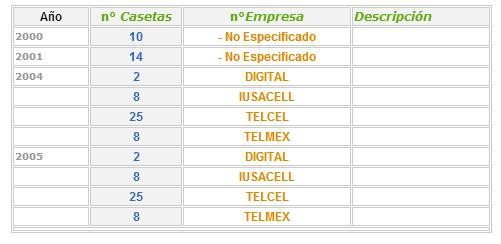 Año n° Casetas n°Empresa Descripción
2000 10 - No Especificado
2001 14 - No Especificado
2004 2 DIGITAL
8 IUSACELL
25 TELCEL
8 TELMEX
2005 2 DIGITAL
8 IUSACELL
25 TELCEL
8 TELMEX